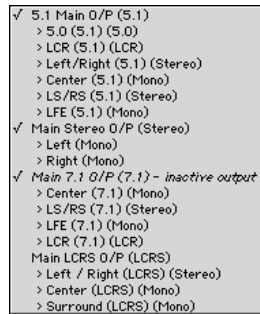 ✓ 5.1 Main O/P (5.1)
> 5.0 (5.1) (5.0)
> LCR (5.1) (LCR)
> Left/Right (5.1) (Stereo)
> Center (5.1) (Mono)
> LS/RS (5.1) (Stereo)
> LFE (5.1) (Mono)
✓ Main Stereo O/P (Stereo)
> Left (Mono)
> Right (Mono)
✓ Main 7.1 O/P (7.1) - inactive output
> Center (7.1) (Mono)
> LS/RS (7.1) (Stereo)
> LFE (7.1) (Mono)
> LCR (7.1) (LCR)
Main LCRS O/P (LCRS)
> Left / Right (LCRS) (Stereo)
> Center (LCRS) (Mono)
> Surround (LCRS) (Mono)